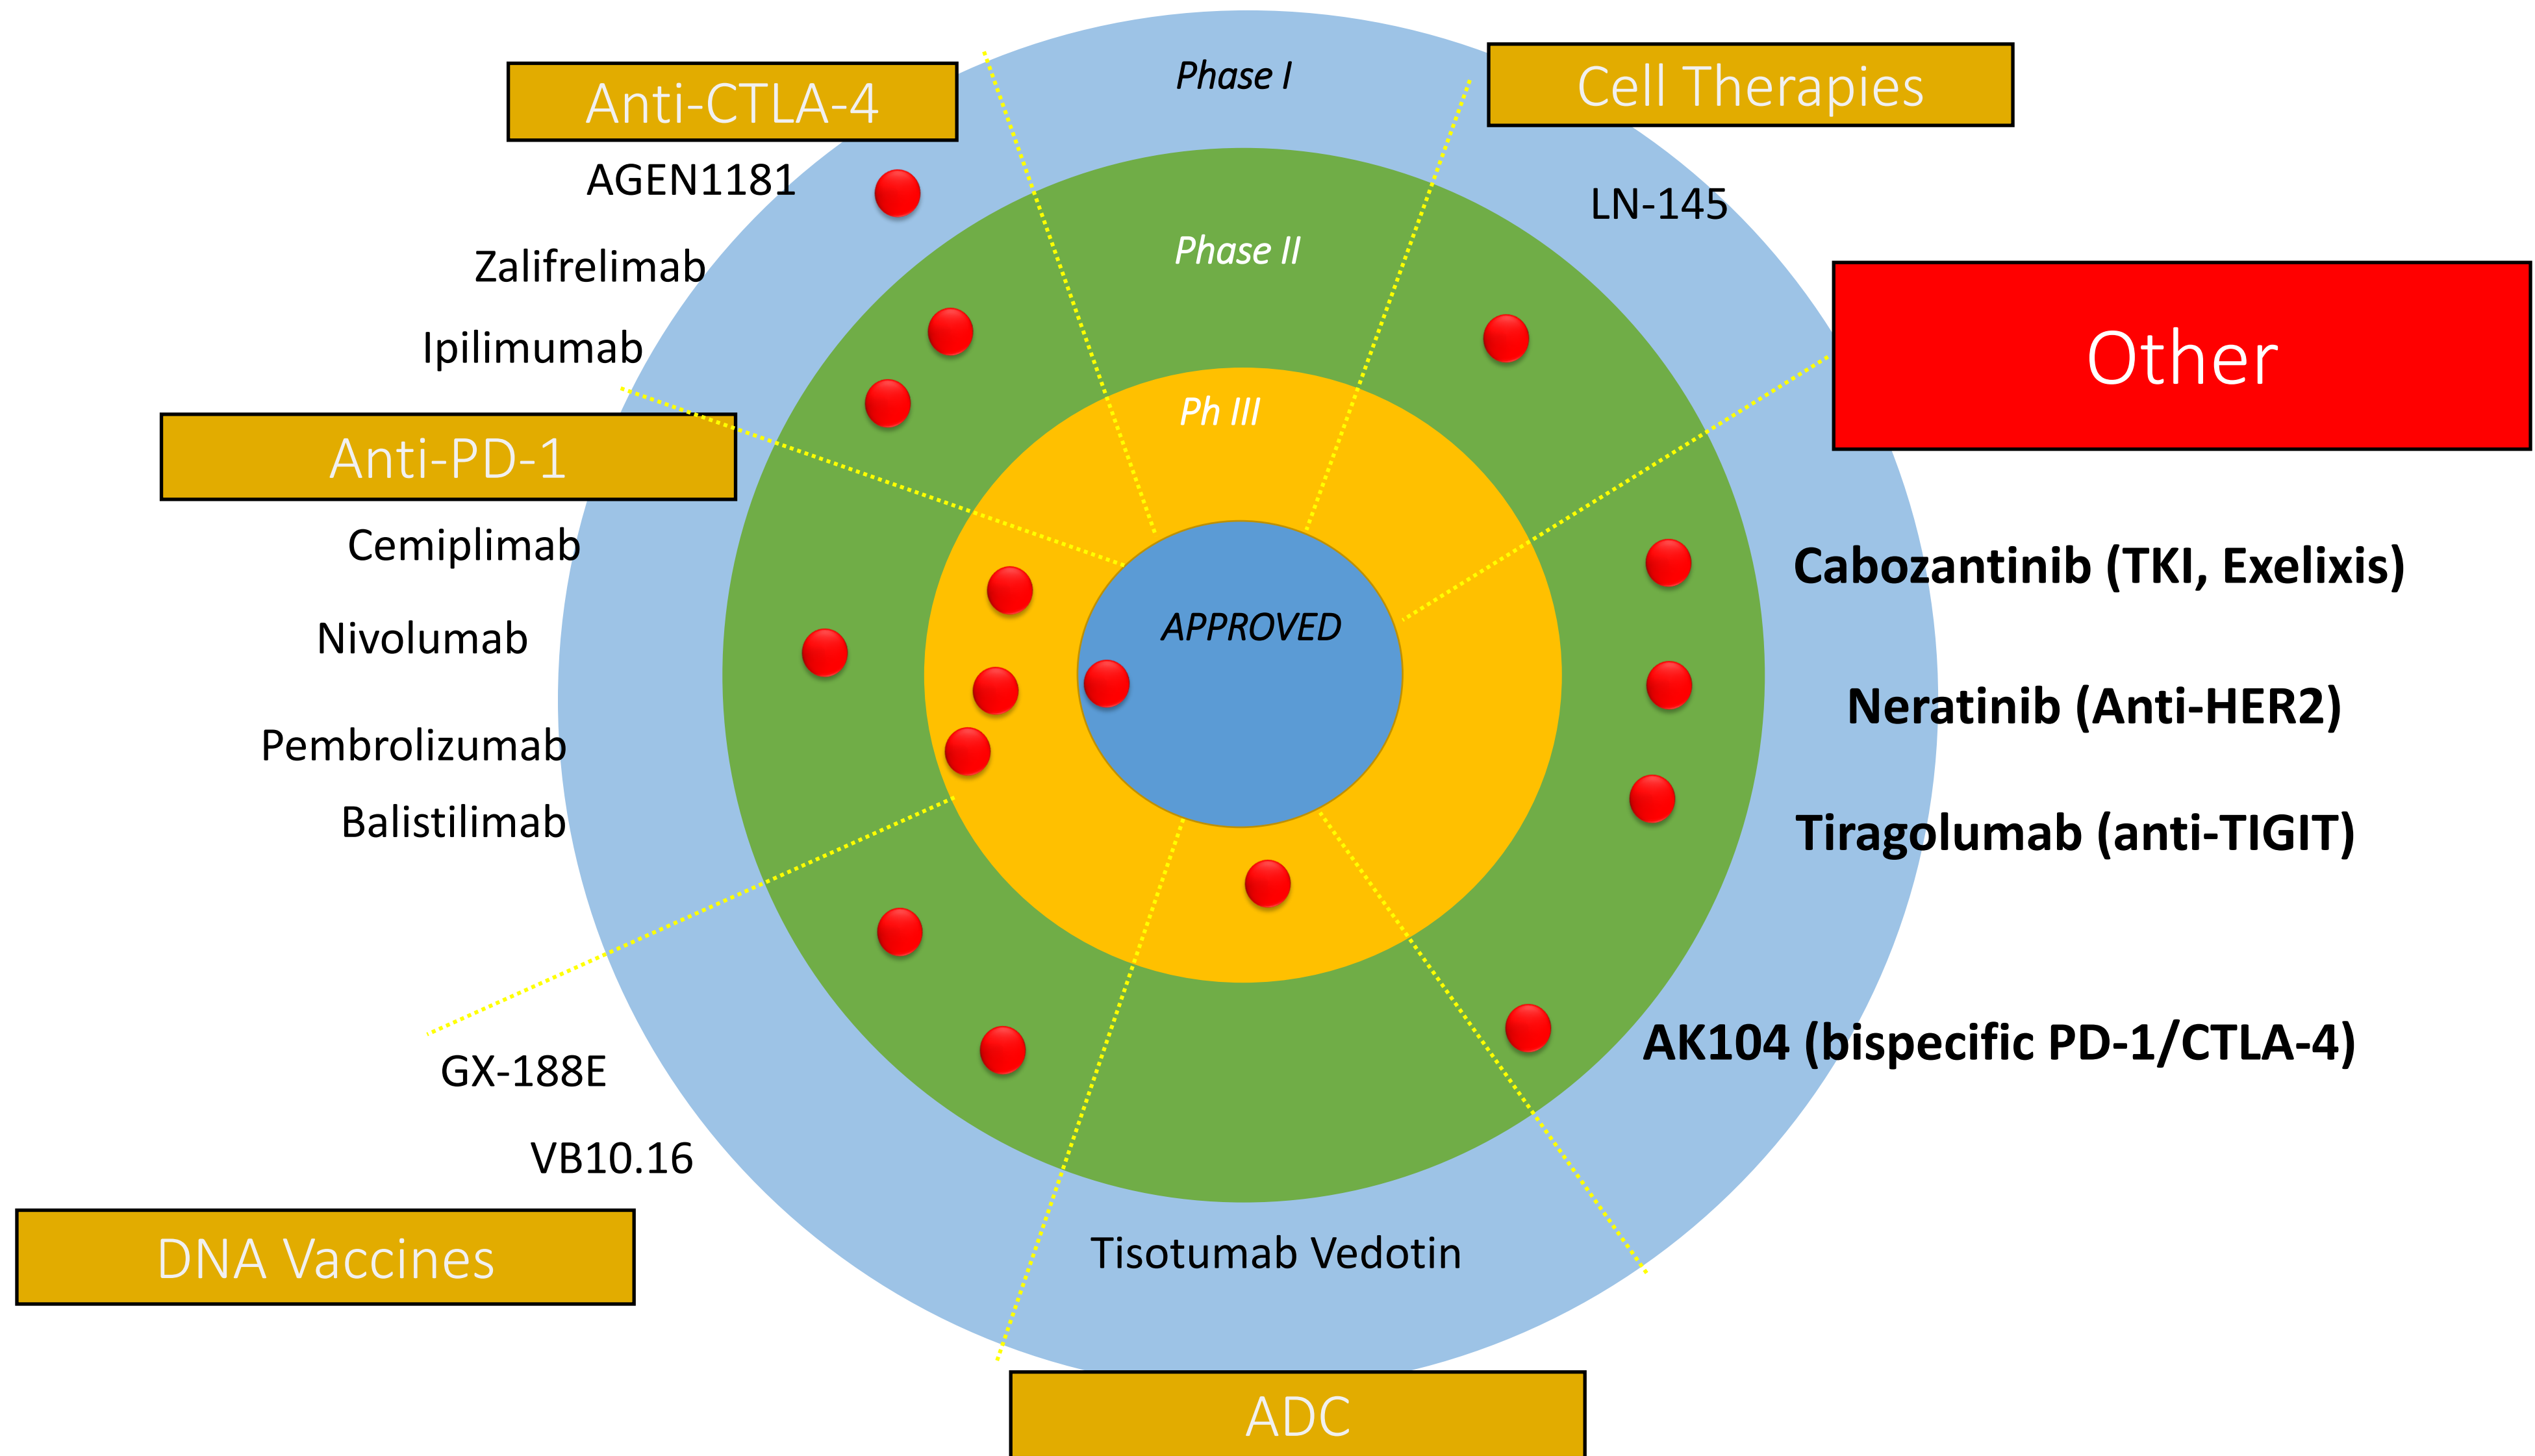 Phase I
Anti-CTLA-4
Cell Therapies
AGEN1181
LN-145
Zalifrelimab
Phase II
Ipilimumab
Other
Ph III
Anti-PD-1
Cemiplimab
Cabozantinib (TKI, Exelixis)
Nivolumab
APPROVED
Neratinib (Anti-HER2)
Pembrolizumab
Balistilimab
Tiragolumab (anti-TIGIT)
AK104 (bispecific PD-1/CTLA-4)
GX-188E
VB10.16
DNA Vaccines
Tisotumab Vedotin
ADC